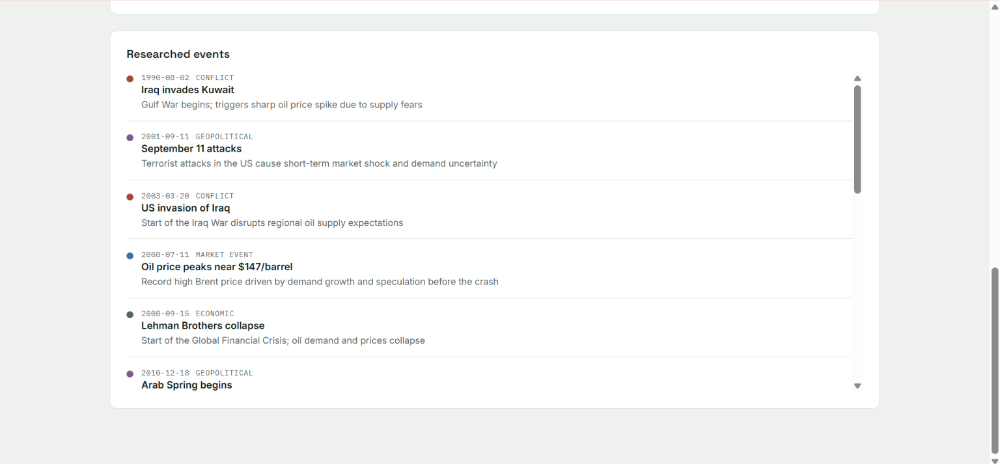 Researched events
1990-08-02 CONFLICT
Iraq invades Kuwait
Gulf War begins; triggers sharp oil price spike due to supply fears
2001-09-11 GEOPOLITICAL
September 11 attacks
Terrorist attacks in the US cause short-term market shock and demand uncertainty
2003-03-20 CONFLICT
US invasion of Iraq
Start of the Iraq War disrupts regional oil supply expectations
2008-07-11 MARKET EVENT
Oil price peaks near $147/barrel
Record high Brent price driven by demand growth and speculation before the crash
2008-09-15 ECONOMIC
Lehman Brothers collapse
Start of the Global Financial Crisis; oil demand and prices collapse
2010-12-18 GEOPOLITICAL
Arab Spring begins